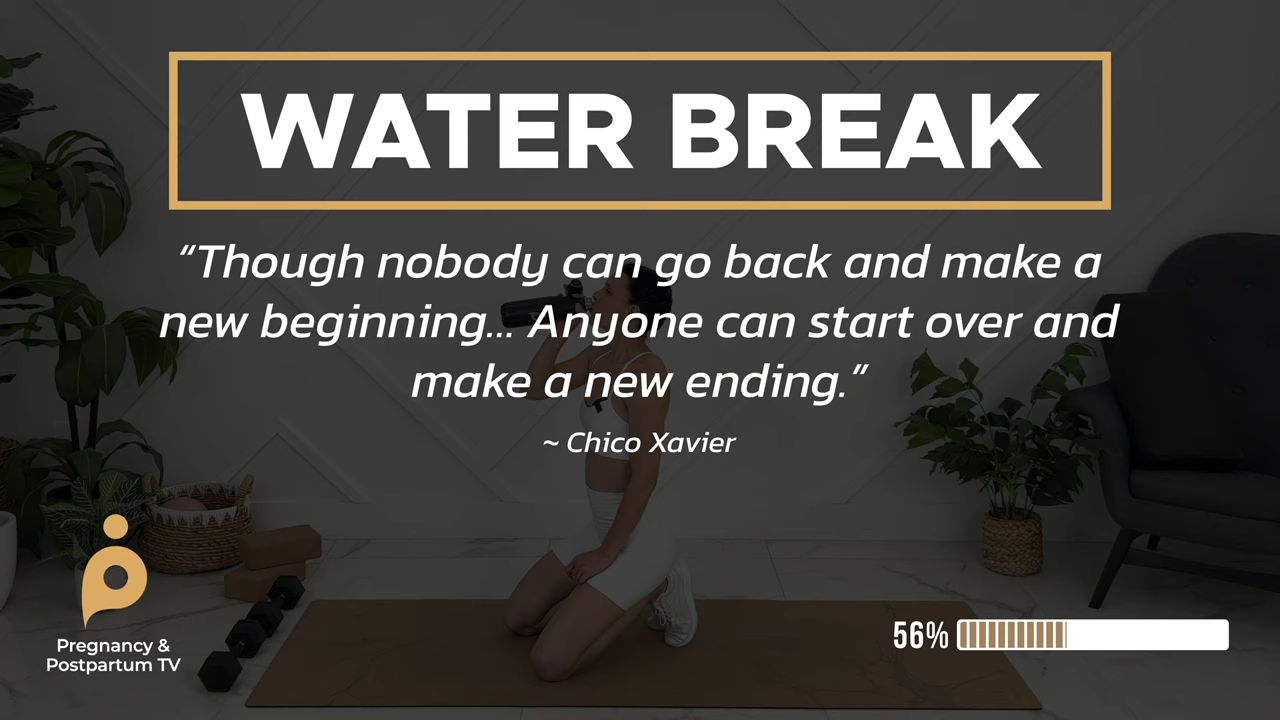 WATER BREAK
“Though nobody can go back and make a
new beginning... Anyone can start over and
make a new ending.”
~ Chico Xavier
Pregnancy &
Postpartum TV
56%